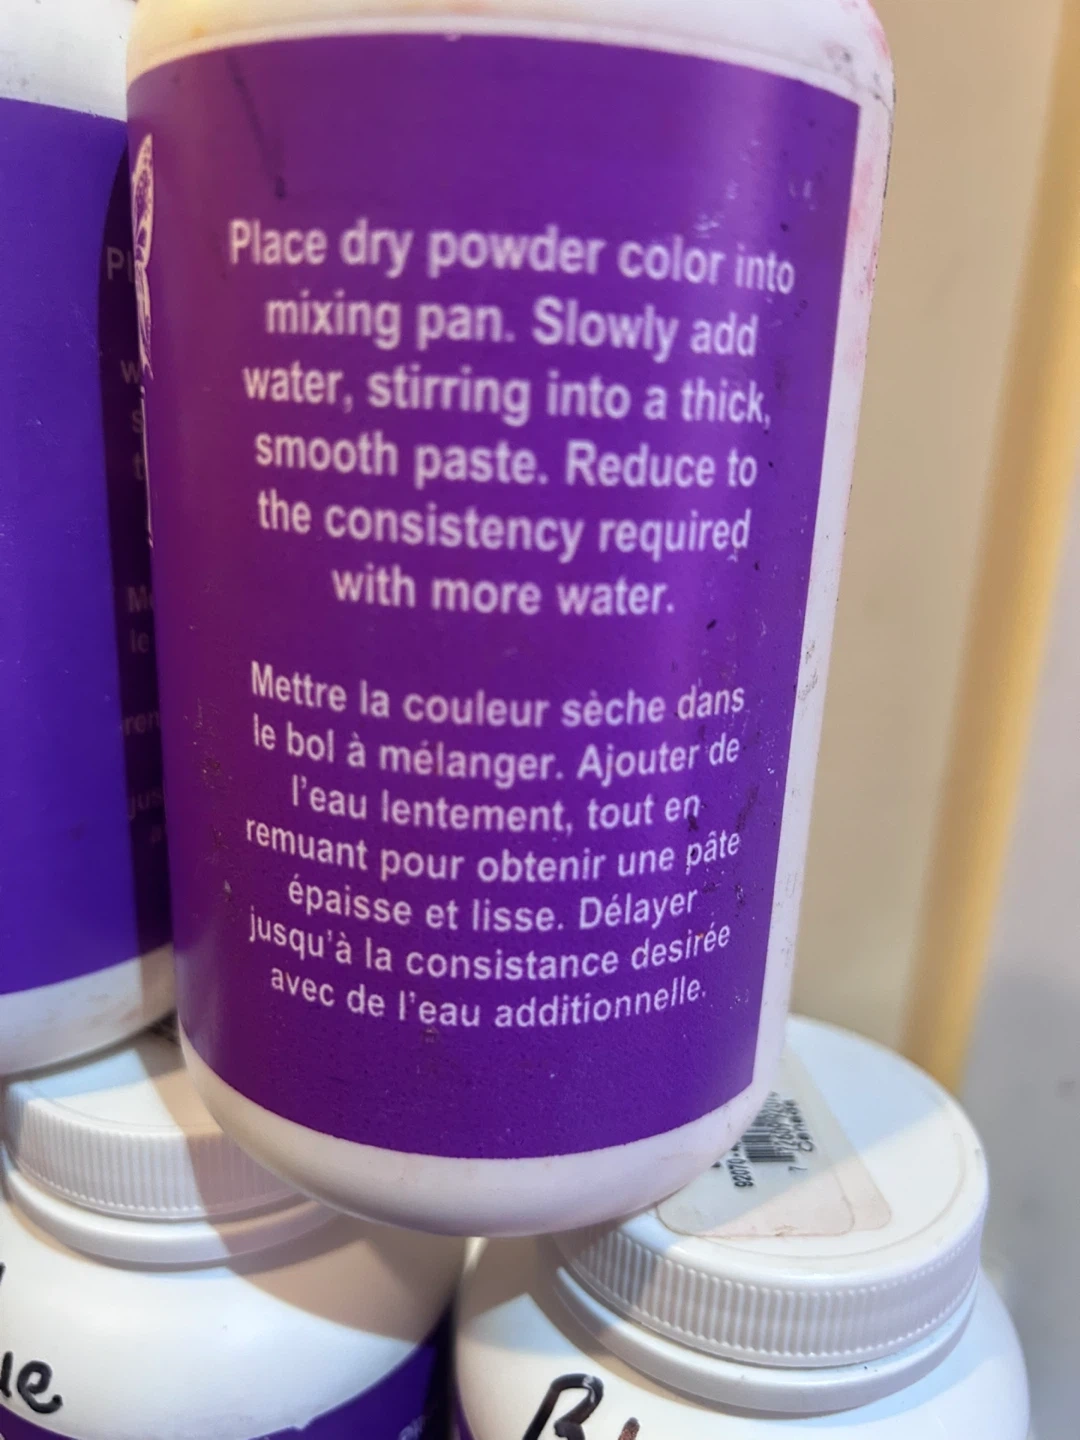 Place dry powder color into
mixing pan. Slowly add
water, stirring into a thick,
smooth paste. Reduce to
the consistency required
with more water.
Mettre la couleur sèche dans
le bol à mélanger. Ajouter de
l'eau lentement, tout en
remuant pour obtenir une pâte
épaisse et lisse. Délayer
jusqu'à la consistance desirée
avec de l'eau additionnelle.